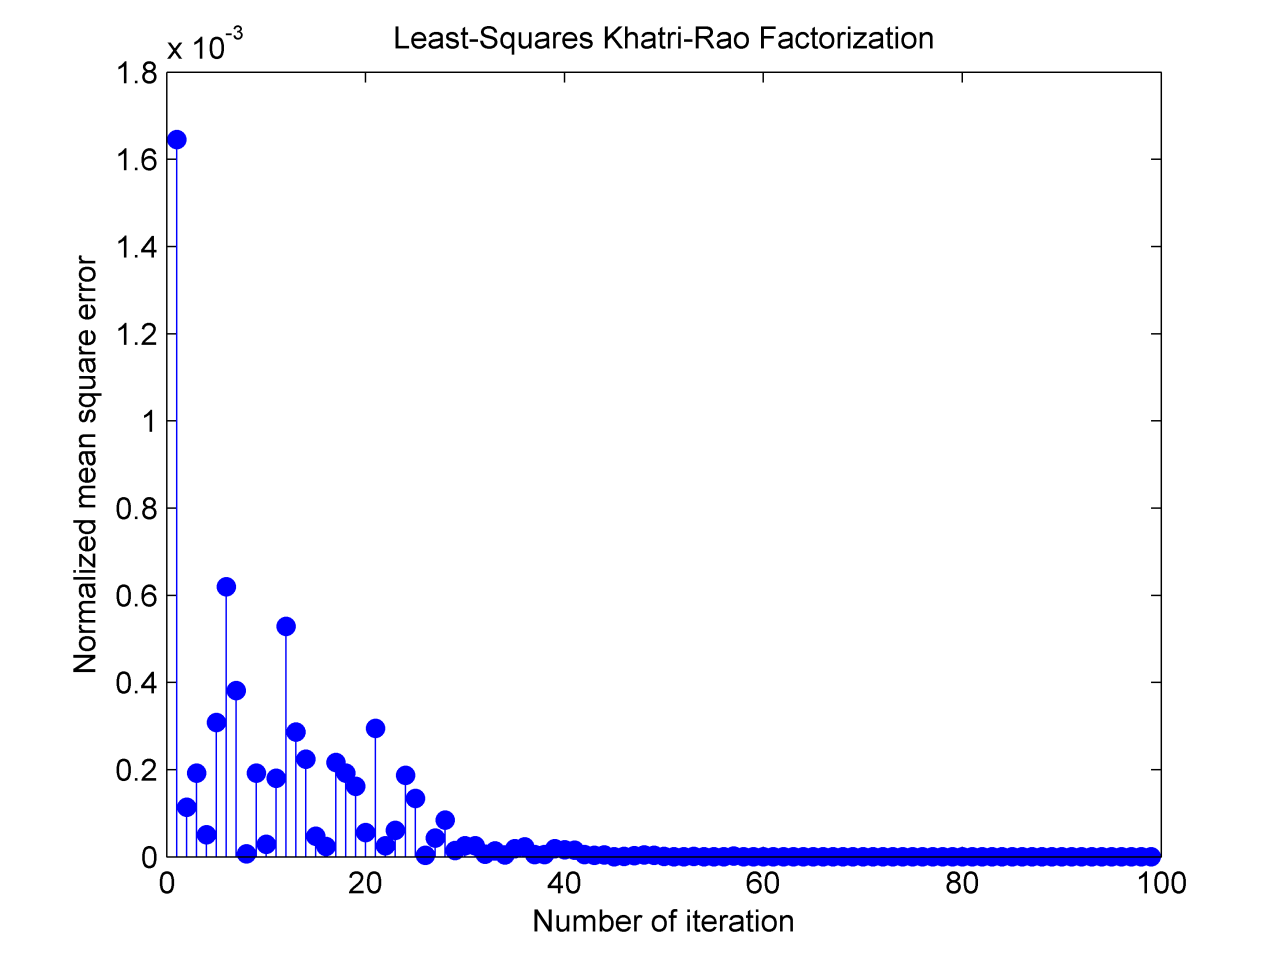 Least-Squares Khatri-Rao Factorization
x 10^-3
1.8
1.6
1.4
1.2
1
0.8
0.6
0.4
0.2
0
Normalized mean square error
0 20 40 60 80 100
Number of iteration